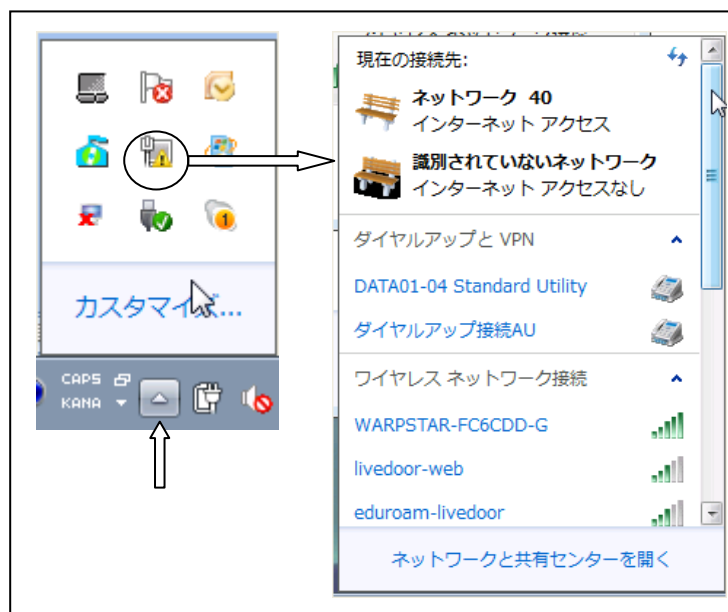 カスタマイズ...
CAPS
KANA
1
現在の接続先:
ネットワーク 40
インターネット アクセス
識別されていないネットワーク
インターネット アクセスなし
ダイヤルアップと VPN
DATA01-04 Standard Utility
ダイヤルアップ接続AU
ワイヤレス ネットワーク接続
WARPSTAR-FC6CDD-G
livedoor-web
eduroam-livedoor
ネットワークと共有センターを開く